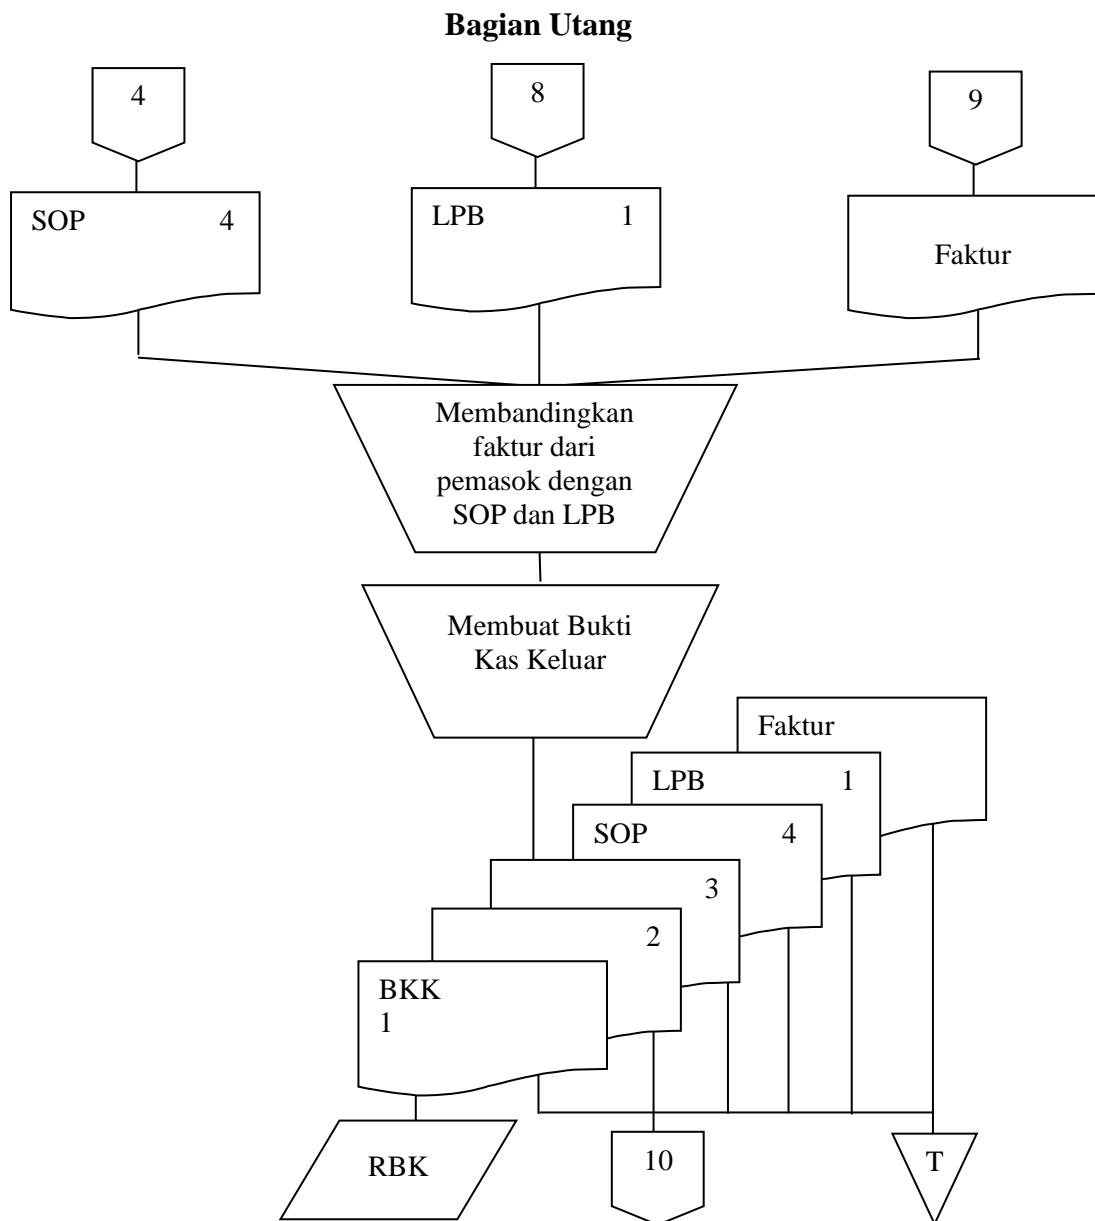 Bagian Utang
4
8
9
SOP 4
LPB 1
Faktur
Membandingkan
faktur dari
pemasok dengan
SOP dan LPB
Membuat Bukti
Kas Keluar
Faktur
LPB 1
SOP 4
3
2
BKK
1
RBK
10
T